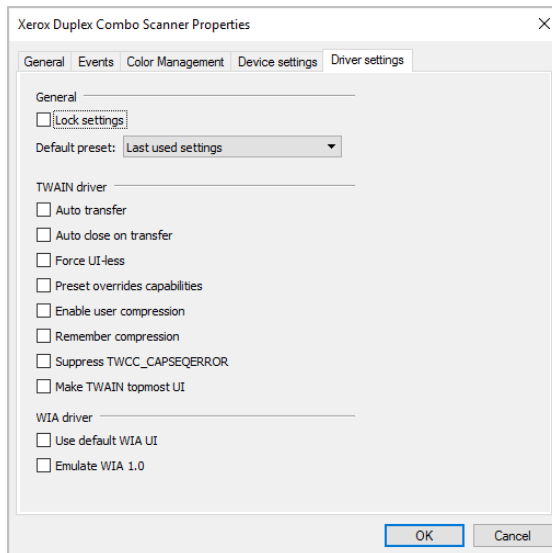 Xerox Duplex Combo Scanner Properties
General Events Color Management Device settings Driver settings
General
Lock settings
Default preset: Last used settings
TWAIN driver
Auto transfer
Auto close on transfer
Force UI-less
Preset overrides capabilities
Enable user compression
Remember compression
Suppress TWCC_CAPSEQERROR
Make TWAIN topmost UI
WIA driver
Use default WIA UI
Emulate WIA 1.0
OK Cancel